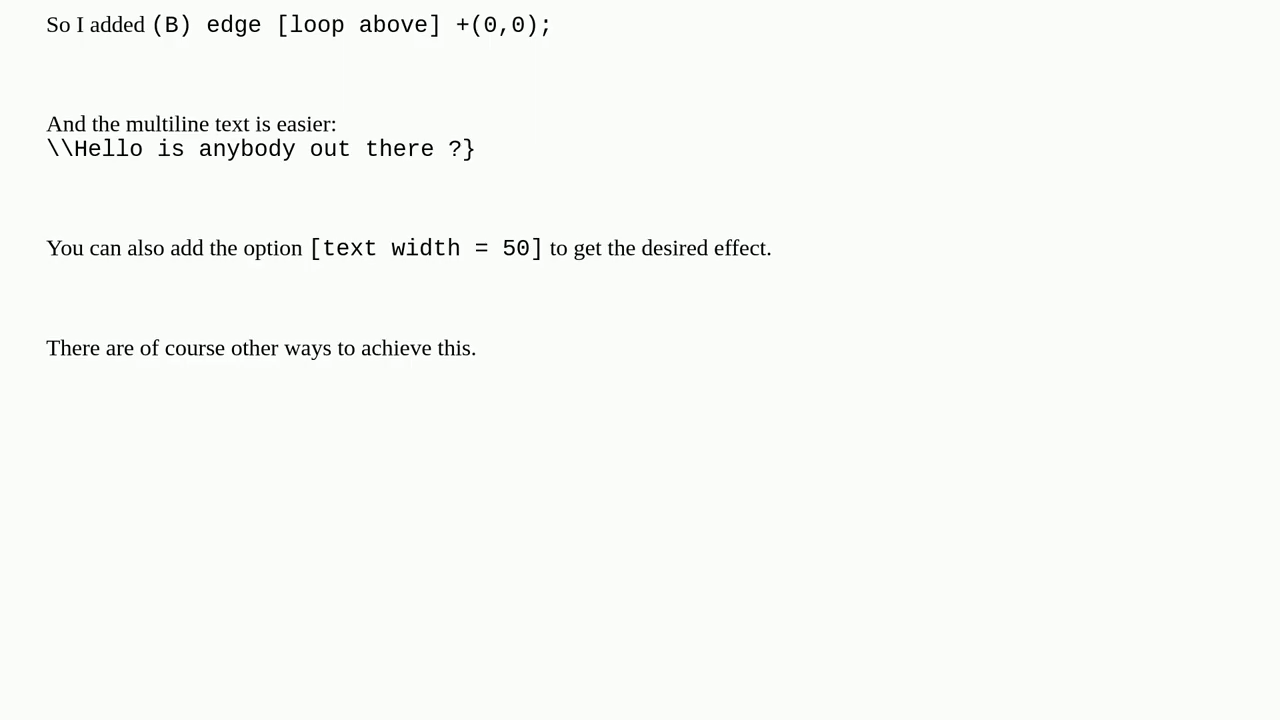 So I added (B) edge [loop above] +(0,0);
And the multiline text is easier:
\\Hello is anybody out there ?}
You can also add the option [text width = 50] to get the desired effect.
There are of course other ways to achieve this.